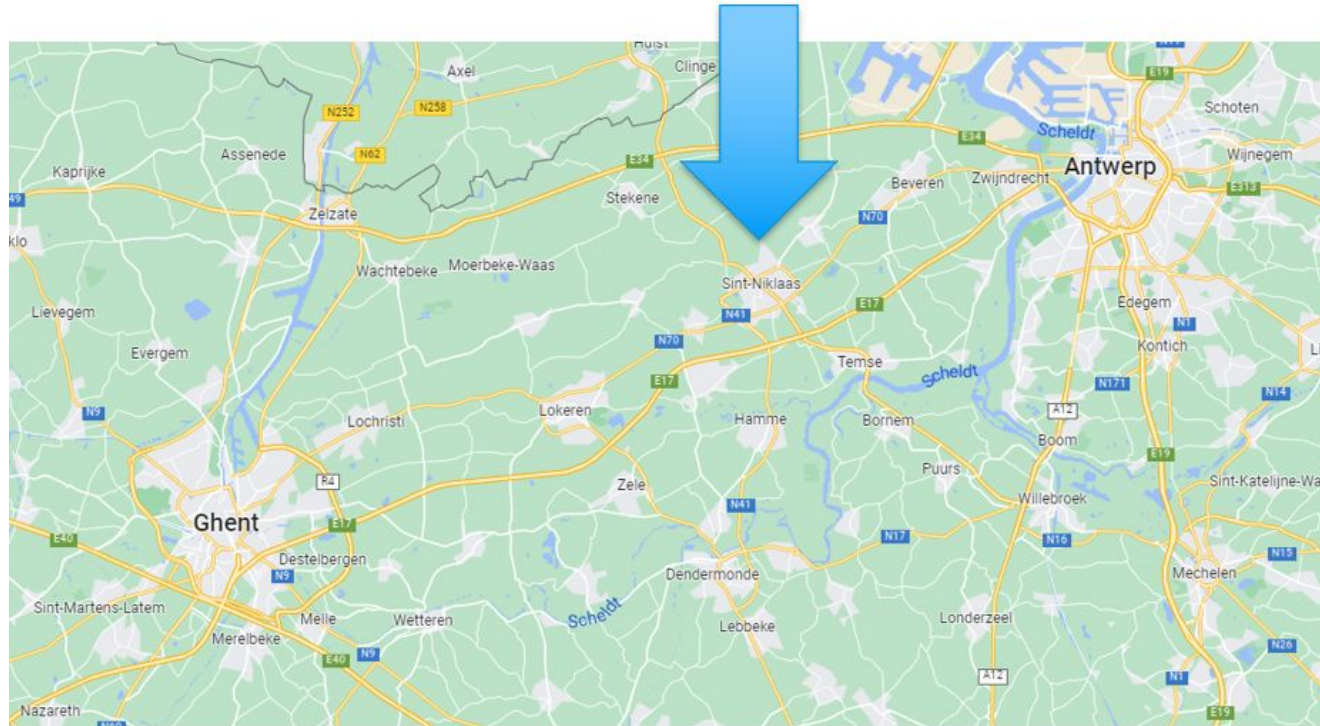 Hulst
Clinge
Axel
E19
N252
N258
Schoten
Scheldt
E34
Assenede
N62
E34
Antwerp
Wijnegem
Kaprijke
Beveren
Zwijndrecht
E313
49
Stekene
Zelzate
N70
klo
Wachtebeke
Moerbeke-Waas
Sint-Niklaas
Lievegem
E17
Edegem
N41
N1
N70
Kontich
Evergem
Temse
Scheldt
E17
N171
N14
N9
Lokeren
A12
Lochristi
Hamme
Bornem
Boom
E19
Puurs
R4
Zele
Sint-Katelijne-Wa
Willebroek
N41
Ghent
E17
E40
N17
N16
N15
Destelbergen
N9
Dendermonde
Mechelen
Sint-Martens-Latem
Scheldt
Melle
Wetteren
Londerzeel
Merelbeke
Lebbeke
N26
N9
E40
A12
N1
Nazareth
E19